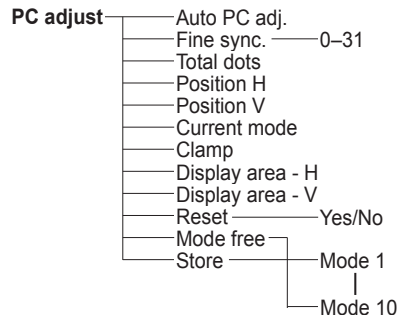 PC adjust Auto PC adj.
Fine sync. 0–31
Total dots
Position H
Position V
Current mode
Clamp
Display area - H
Display area - V
Reset Yes/No
Mode free
Store Mode 1
Mode 10